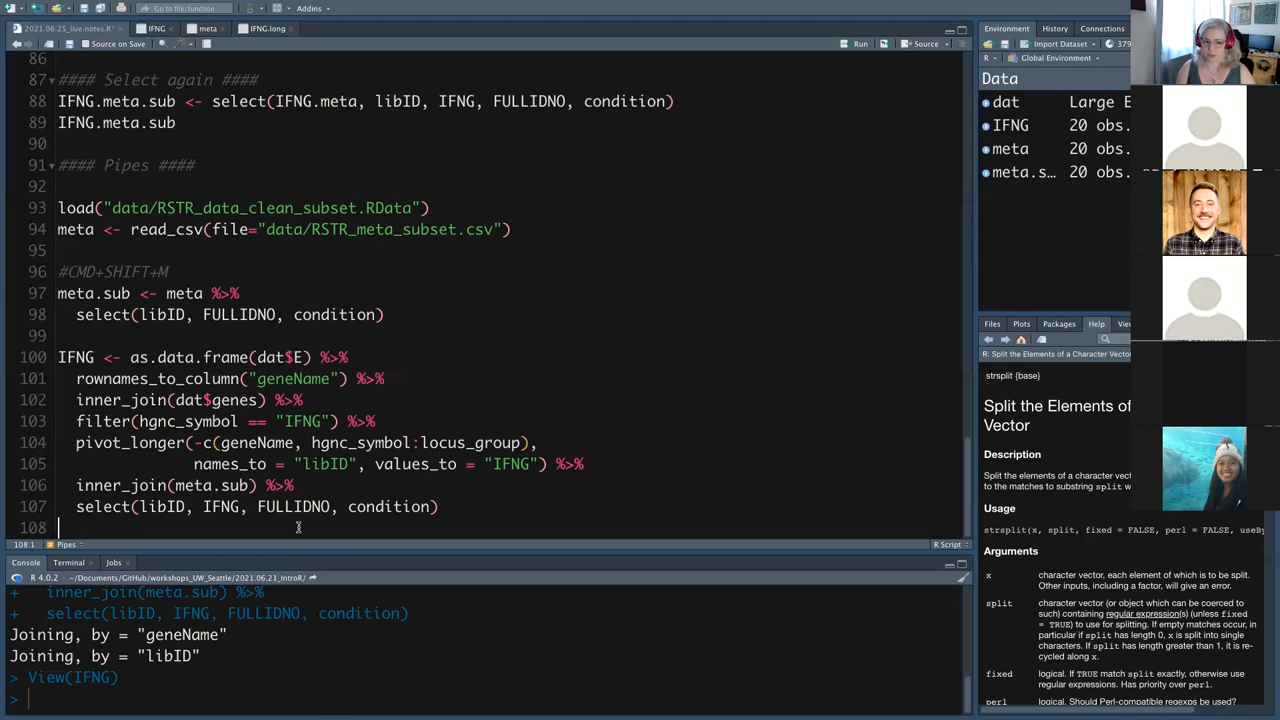 Go to file/function
Addins
2021.06.25_live.notes.R*
IFNG
meta
IFNG.long
Source on Save
Run
Source
86
87 #### Select again ####
88 IFNG.meta.sub <- select(IFNG.meta, libID, IFNG, FULLIDNO, condition)
89 IFNG.meta.sub
90
91 #### Pipes ####
92
93 load("data/RSTR_data_clean_subset.RData")
94 meta <- read_csv(file="data/RSTR_meta_subset.csv")
95
96 #CMD+SHIFT+M
97 meta.sub <- meta %>%
98 select(libID, FULLIDNO, condition)
99
100 IFNG <- as.data.frame(dat$E) %>%
101 rownames_to_column("geneName") %>%
102 inner_join(dat$genes) %>%
103 filter(hgnc_symbol == "IFNG") %>%
104 pivot_longer(-c(geneName, hgnc_symbol:locus_group),
105 names_to = "libID", values_to = "IFNG") %>%
106 inner_join(meta.sub) %>%
107 select(libID, IFNG, FULLIDNO, condition)
108
108:1 Pipes
R Script
Console Terminal Jobs
R 4.0.2 · ~/Documents/GitHub/workshops_UW_Seattle/2021.06.21_IntroR/
+ inner_join(meta.sub) %>%
+ select(libID, IFNG, FULLIDNO, condition)
Joining, by = "geneName"
Joining, by = "libID"
> View(IFNG)
>
Environment History Connections
Import Dataset 379
R Global Environment
Data
dat Large E
IFNG 20 obs.
meta 20 obs.
meta.s… 20 obs.
Files Plots Packages Help
R: Split the Elements of a Character Vector
strsplit {base}
Split the Elements of
Vector
Description
Split the elements of a character vect
to the matches to substring split w
Usage
strsplit(x, split, fixed = FALSE, perl = FALSE, useBy
Arguments
x character vector, each element of which is to be split.
Other inputs, including a factor, will give an error.
split character vector (or object which can be coerced to
such) containing regular expression(s) (unless fixed
= TRUE) to use for splitting. If empty matches occur, in
particular if split has length 0, x is split into single
characters. If split has length greater than 1, it is re-
cycled along x.
fixed logical. If TRUE match split exactly, otherwise use
regular expressions. Has priority over perl.
perl logical. Should Perl-compatible regexps be used?